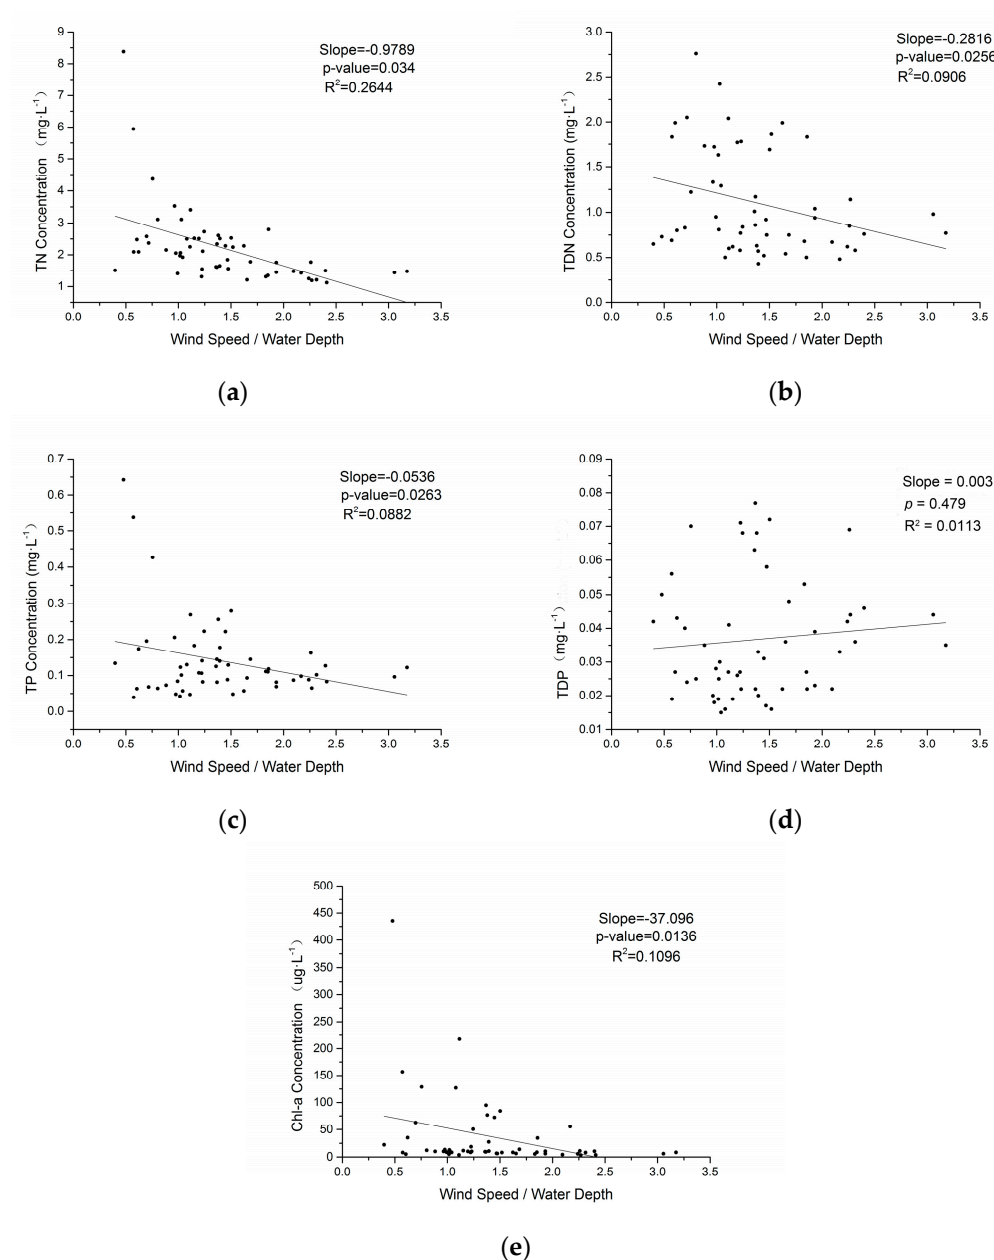 9
8
7
6
5
4
3
2
1
TN Concentration (mg·L⁻¹)
Slope=-0.9789
p-value=0.034
R²=0.2644
0.0 0.5 1.0 1.5 2.0 2.5 3.0 3.5
Wind Speed / Water Depth
(a)
3.0
2.5
2.0
1.5
1.0
0.5
0.0
TDN Concentration (mg·L⁻¹)
Slope=-0.2816
p-value=0.0256
R²=0.0906
0.0 0.5 1.0 1.5 2.0 2.5 3.0 3.5
Wind Speed / Water Depth
(b)
0.7
0.6
0.5
0.4
0.3
0.2
0.1
0.0
TP Concentration (mg·L⁻¹)
Slope=-0.0536
p-value=0.0263
R²=0.0882
0.0 0.5 1.0 1.5 2.0 2.5 3.0 3.5
Wind Speed / Water Depth
(c)
0.09
0.08
0.07
0.06
0.05
0.04
0.03
0.02
0.01
TDP (mg·L⁻¹)
Slope = 0.003
p = 0.479
R² = 0.0113
0.0 0.5 1.0 1.5 2.0 2.5 3.0 3.5
Wind Speed / Water Depth
(d)
500
450
400
350
300
250
200
150
100
50
0
Chl-a Concentration (ug·L⁻¹)
Slope=-37.096
p-value=0.0136
R²=0.1096
0.0 0.5 1.0 1.5 2.0 2.5 3.0 3.5
Wind Speed / Water Depth
(e)